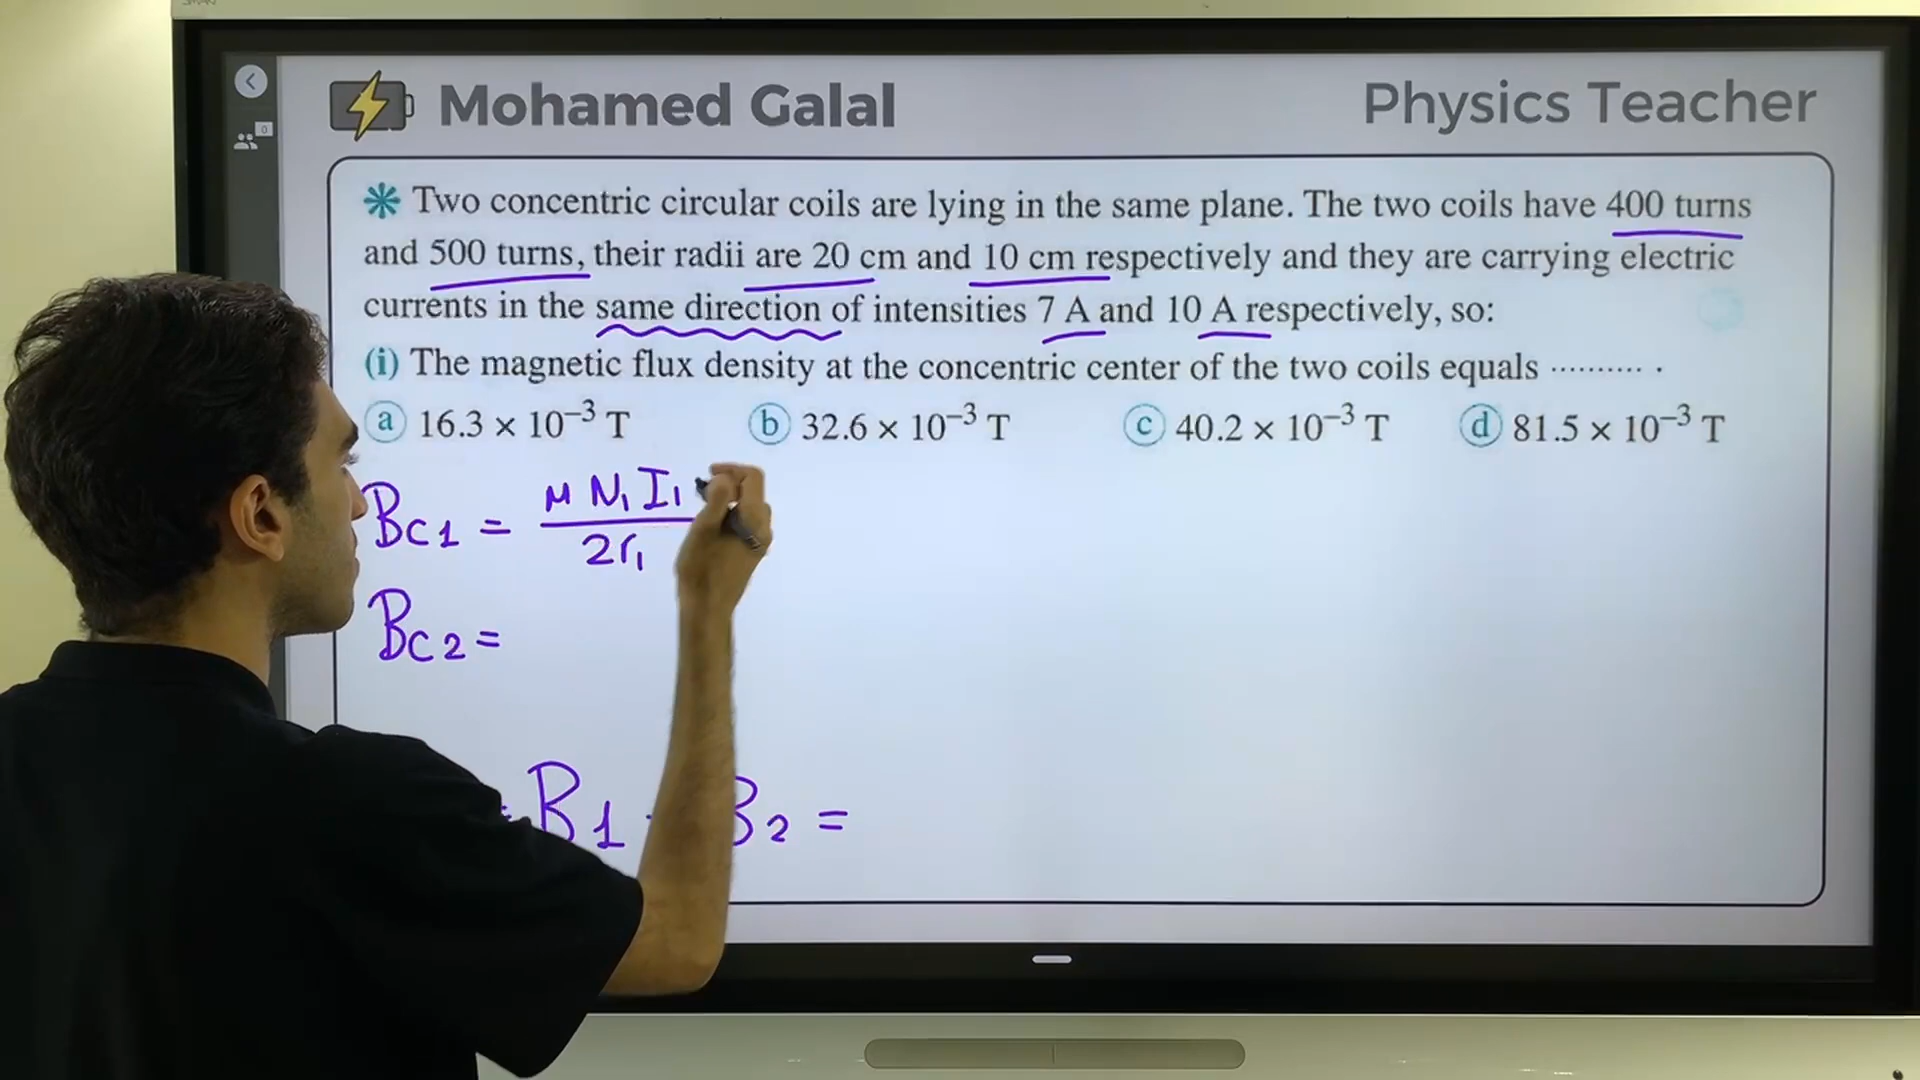 Mohamed Galal
Physics Teacher
0
Two concentric circular coils are lying in the same plane. The two coils have 400 turns
and 500 turns, their radii are 20 cm and 10 cm respectively and they are carrying electric
currents in the same direction of intensities 7 A and 10 A respectively, so:
(i) The magnetic flux density at the concentric center of the two coils equals .......... .
a 16.3 × 10⁻³ T
b 32.6 × 10⁻³ T
c 40.2 × 10⁻³ T
d 81.5 × 10⁻³ T
Bc1 = μ N₁ I₁
2r₁
Bc2 =
= B1 B2 =